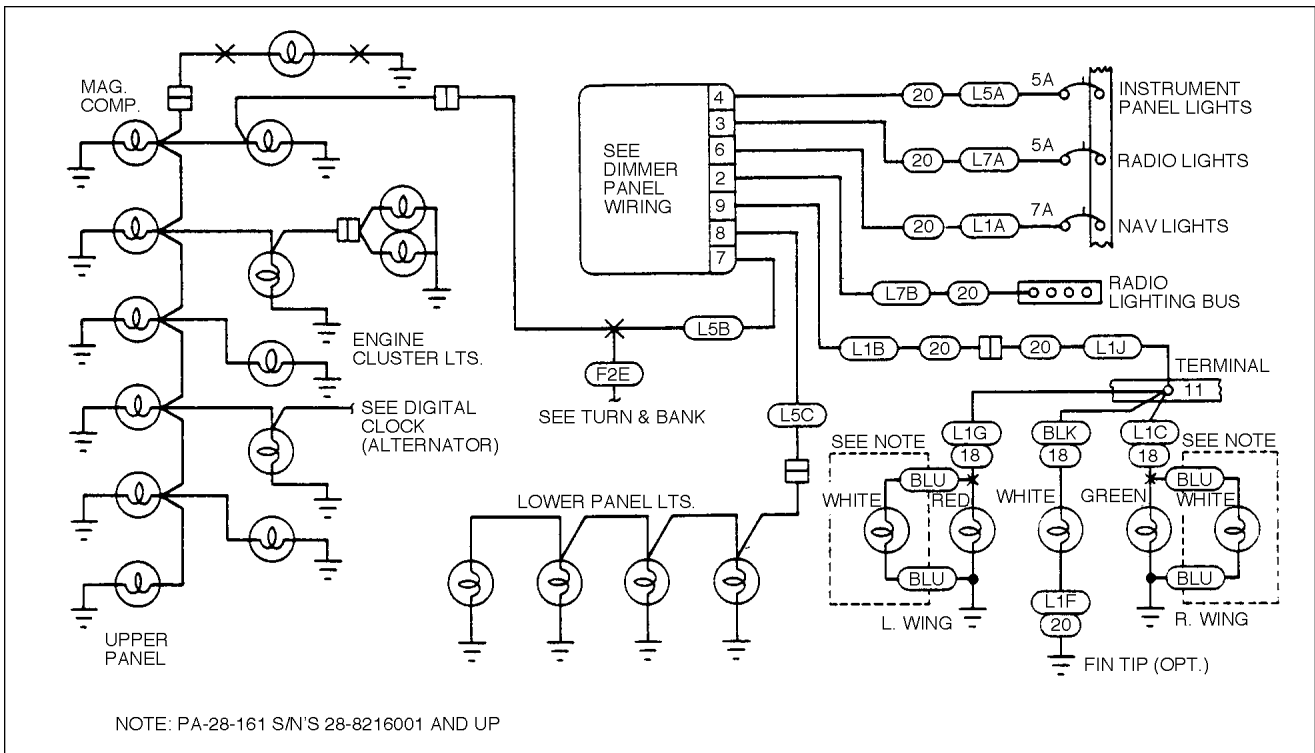 MAG.
COMP.
SEE
DIMMER
PANEL
WIRING
4
3
6
2
9
8
7
20
L5A
5A
INSTRUMENT
PANEL LIGHTS
20
L7A
5A
RADIO LIGHTS
20
L1A
7A
NAV LIGHTS
L7B
20
RADIO
LIGHTING BUS
L5B
L1B
20
20
L1J
F2E
SEE TURN & BANK
ENGINE
CLUSTER LTS.
TERMINAL
11
SEE DIGITAL
CLOCK
(ALTERNATOR)
L5C
L1G
18
BLK
18
L1C
18
SEE NOTE
SEE NOTE
BLU
BLU
WHITE
RED
WHITE
GREEN
WHITE
LOWER PANEL LTS.
BLU
BLU
L1F
20
L. WING
R. WING
UPPER
PANEL
FIN TIP (OPT.)
NOTE: PA-28-161 S/N'S 28-8216001 AND UP